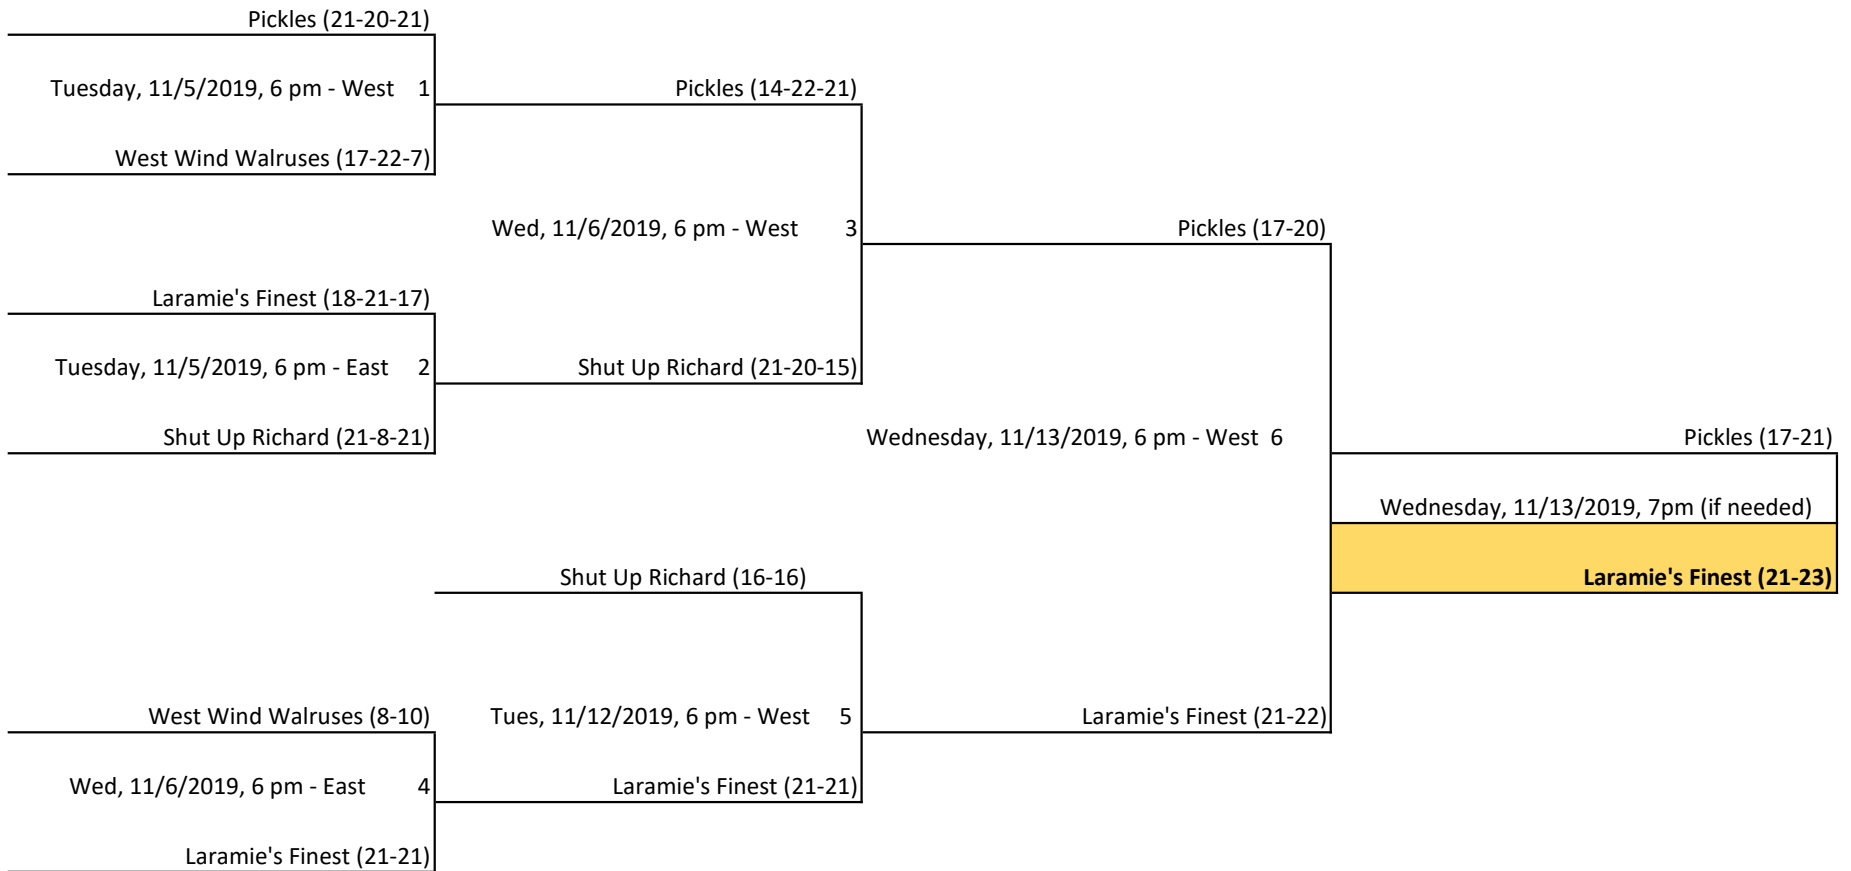 Pickles (21-20-21)
Tuesday, 11/5/2019, 6 pm - West 1
Pickles (14-22-21)
West Wind Walruses (17-22-7)
Wed, 11/6/2019, 6 pm - West 3
Pickles (17-20)
Laramie's Finest (18-21-17)
Tuesday, 11/5/2019, 6 pm - East 2
Shut Up Richard (21-20-15)
Shut Up Richard (21-8-21)
Wednesday, 11/13/2019, 6 pm - West 6
Pickles (17-21)
Wednesday, 11/13/2019, 7pm (if needed)
Shut Up Richard (16-16)
Laramie's Finest (21-23)
West Wind Walruses (8-10)
Tues, 11/12/2019, 6 pm - West 5
Laramie's Finest (21-22)
Wed, 11/6/2019, 6 pm - East 4
Laramie's Finest (21-21)
Laramie's Finest (21-21)